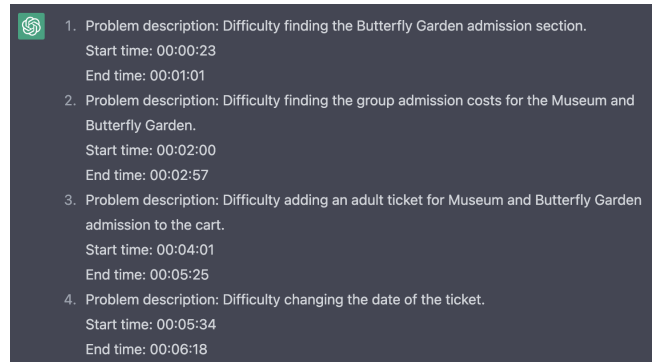 1. Problem description: Difficulty finding the Butterfly Garden admission section.
Start time: 00:00:23
End time: 00:01:01
2. Problem description: Difficulty finding the group admission costs for the Museum and
Butterfly Garden.
Start time: 00:02:00
End time: 00:02:57
3. Problem description: Difficulty adding an adult ticket for Museum and Butterfly Garden
admission to the cart.
Start time: 00:04:01
End time: 00:05:25
4. Problem description: Difficulty changing the date of the ticket.
Start time: 00:05:34
End time: 00:06:18